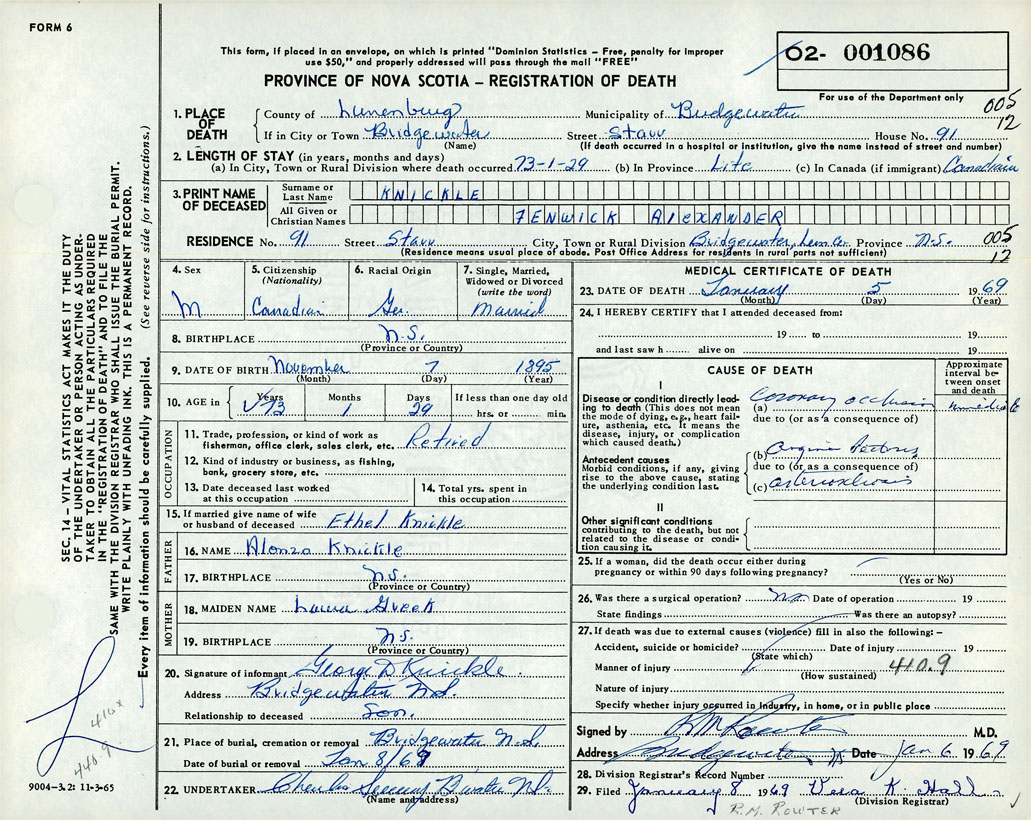 FORM 6
This form, if placed in an envelope, on which is printed "Dominion Statistics – Free, penalty for improper
use $50," and properly addressed will pass through the mail "FREE"
PROVINCE OF NOVA SCOTIA – REGISTRATION OF DEATH
02- 001086
For use of the Department only
005
12
1. PLACE OF DEATH
County of Lunenburg Municipality of Bridgewater
If in City or Town Bridgewater Street Starr House No. 91
(Name) (If death occurred in a hospital or institution, give the name instead of street and number)
2. LENGTH OF STAY (in years, months and days)
(a) In City, Town or Rural Division where death occurred 73-1-29 (b) In Province Life (c) In Canada (if immigrant) Canadian
3. PRINT NAME OF DECEASED
Surname or Last Name KNICKLE
All Given or Christian Names FENWICK AlEXANDER
RESIDENCE No. 91 Street Starr City, Town or Rural Division Bridgewater, Lun Co. Province N.S. 005
(Residence means usual place of abode. Post Office Address for residents in rural parts not sufficient) 12
4. Sex M
5. Citizenship (Nationality) Canadian
6. Racial Origin Ger.
7. Single, Married, Widowed or Divorced (write the word) Married
8. BIRTHPLACE N.S.
(Province or Country)
9. DATE OF BIRTH November 7 1895
(Month) (Day) (Year)
10. AGE in Years 73 Months 1 Days 29 If less than one day old
hrs. or min.
OCCUPATION
11. Trade, profession, or kind of work as
fisherman, office clerk, sales clerk, etc. Retired
12. Kind of industry or business, as fishing,
bank, grocery store, etc.
13. Date deceased last worked
at this occupation
14. Total yrs. spent in
this occupation
15. If married give name of wife
or husband of deceased Ethel Knickle
FATHER
16. NAME Alonzo Knickle
17. BIRTHPLACE N.S.
(Province or Country)
MOTHER
18. MAIDEN NAME Laura
19. BIRTHPLACE N.S.
(Province or Country)
20. Signature of informant George D Knickle
Address Bridgewater N.S.
Relationship to deceased Son.
21. Place of burial, cremation or removal Bridgewater N.S.
Date of burial or removal Jan 8/69
22. UNDERTAKER Charles B'water N.S.
(Name and address)
MEDICAL CERTIFICATE OF DEATH
23. DATE OF DEATH January 5 1969
(Month) (Day) (Year)
24. I HEREBY CERTIFY that I attended deceased from:
19 to 19
and last saw h alive on 19
CAUSE OF DEATH
Approximate
interval be-
tween onset
and death
I
Disease or condition directly lead-
ing to death (This does not mean
the mode of dying, e.g., heart fail-
ure, asthenia, etc. It means the
disease, injury, or complication
which caused death.)
(a) Coronary occlusion
due to (or as a consequence of)
Antecedent causes
Morbid conditions, if any, giving
rise to the above cause, stating
the underlying condition last.
(b) Angina Pectoris
due to (or as a consequence of)
(c)
II
Other significant conditions
contributing to the death, but not
related to the disease or condi-
tion causing it.
25. If a woman, did the death occur either during
pregnancy or within 90 days following pregnancy?
(Yes or No)
26. Was there a surgical operation? No Date of operation 19
State findings Was there an autopsy?
27. If death was due to external causes (violence) fill in also the following: –
Accident, suicide or homicide? Date of injury 19
(State which)
Manner of injury 410.9
(How sustained)
Nature of injury
Specify whether injury occurred in industry, in home, or in public place
Signed by M.D.
Address Bridgewater Date Jan 6 1969
28. Division Registrar's Record Number
29. Filed January 8 1969 Vera K. Hall
(Division Registrar)
R.M. ROWTER
SEC. 14 – VITAL STATISTICS ACT MAKES IT THE DUTY
OF THE UNDERTAKER OR PERSON ACTING AS UNDER-
TAKER TO OBTAIN ALL THE PARTICULARS REQUIRED
IN THE "REGISTRATION OF DEATH" AND TO FILE THE
SAME WITH THE DIVISION REGISTRAR WHO SHALL ISSUE THE BURIAL PERMIT.
WRITE PLAINLY WITH UNFADING INK. THIS IS A PERMANENT RECORD.
Every item of information should be carefully supplied. (See reverse side for instructions.)
410x
440.9
9004-3.2: 11-3-65